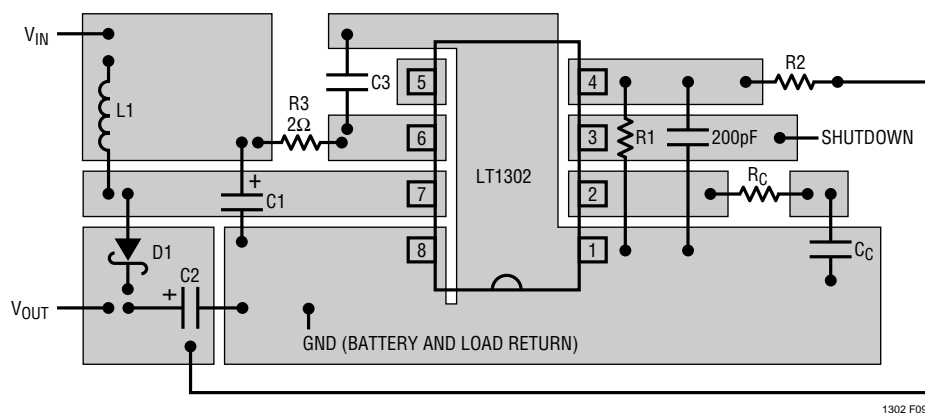 VIN
L1
R3
2Ω
C3
5
4
R2
6
3
R1
200pF
SHUTDOWN
LT1302
+
C1
7
2
RC
8
1
CC
D1
C2
+
VOUT
GND (BATTERY AND LOAD RETURN)
1302 F09